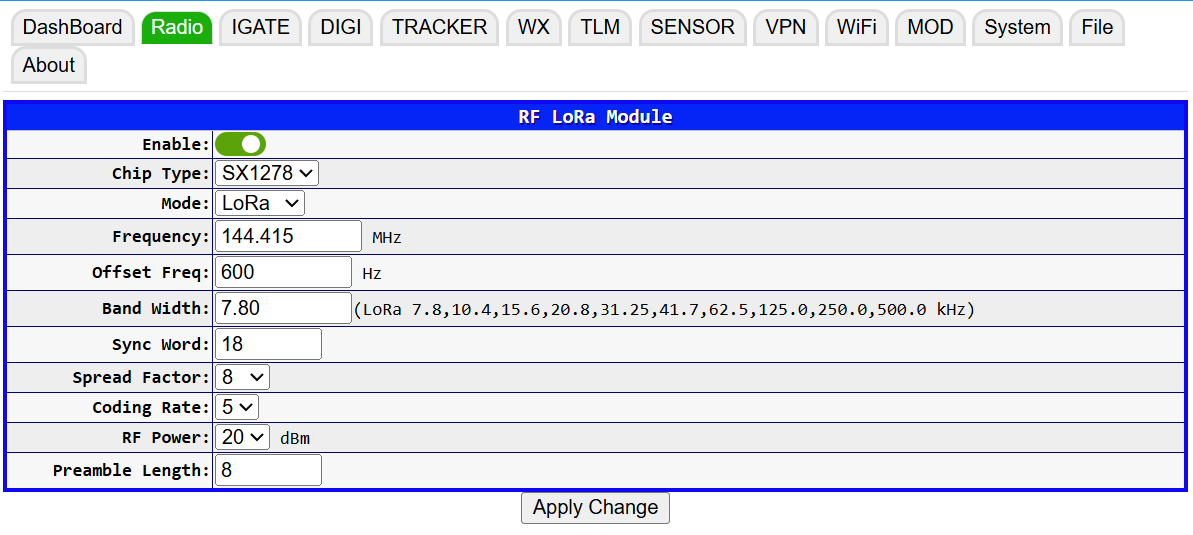 DashBoard Radio IGATE DIGI TRACKER WX TLM SENSOR VPN WiFi MOD System File
About
RF LoRa Module
Enable:
Chip Type: SX1278
Mode: LoRa
Frequency: 144.415 MHz
Offset Freq: 600 Hz
Band Width: 7.80 (LoRa 7.8,10.4,15.6,20.8,31.25,41.7,62.5,125.0,250.0,500.0 kHz)
Sync Word: 18
Spread Factor: 8
Coding Rate: 5
RF Power: 20 dBm
Preamble Length: 8
Apply Change